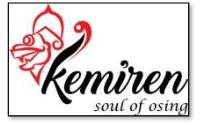 Kemiren
soul of osing